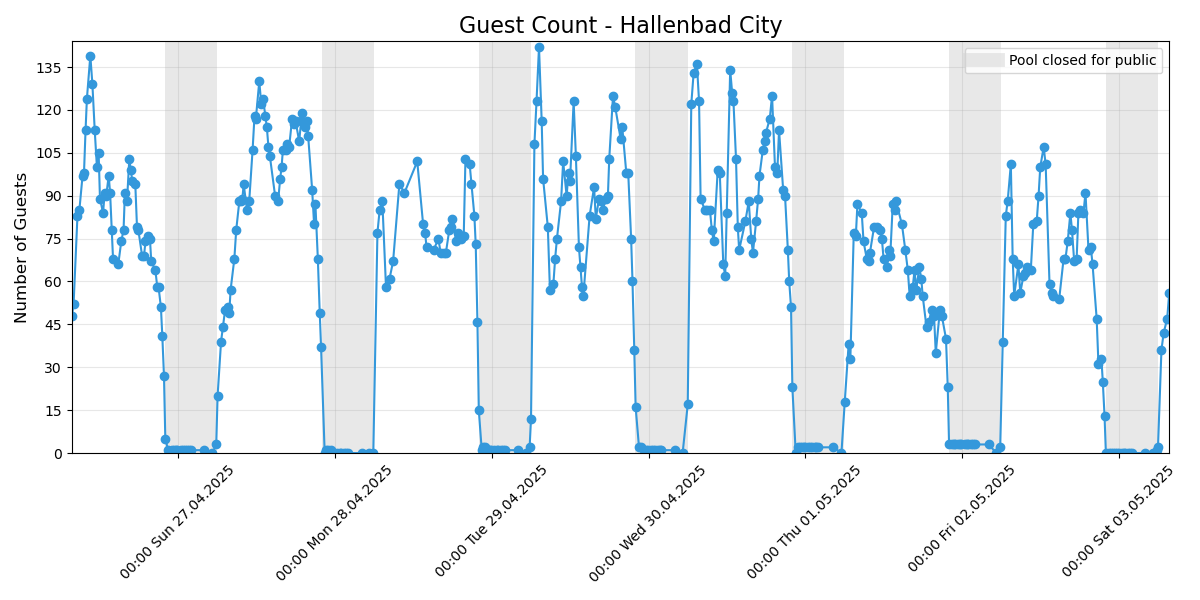 Guest Count - Hallenbad City
Pool closed for public
Number of Guests
135
120
105
90
75
60
45
30
15
0
00:00 Sun 27.04.2025
00:00 Mon 28.04.2025
00:00 Tue 29.04.2025
00:00 Wed 30.04.2025
00:00 Thu 01.05.2025
00:00 Fri 02.05.2025
00:00 Sat 03.05.2025